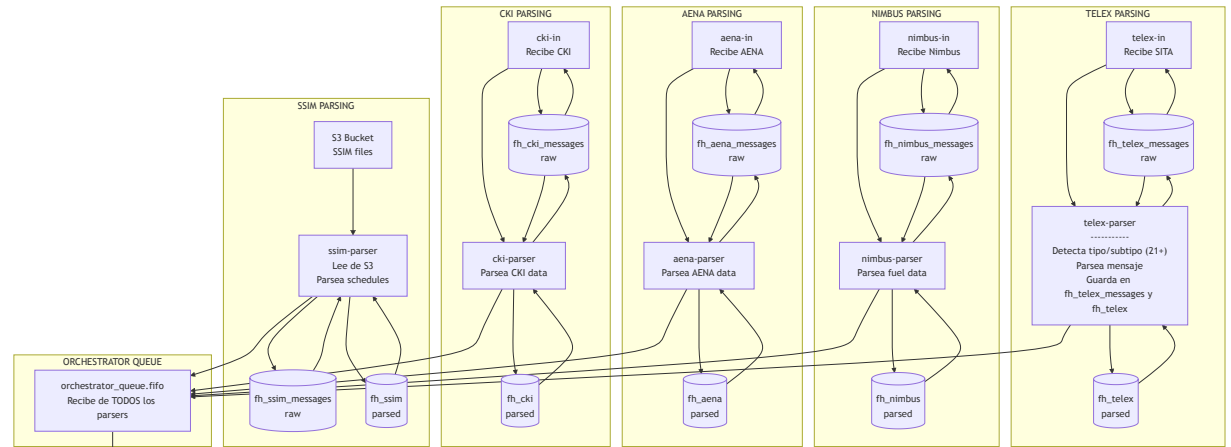 CKI PARSING
cki-in
Recibe CKI
fh_cki_messages
raw
cki-parser
Parsea CKI data
fh_cki
parsed
AENA PARSING
aena-in
Recibe AENA
fh_aena_messages
raw
aena-parser
Parsea AENA data
fh_aena
parsed
NIMBUS PARSING
nimbus-in
Recibe Nimbus
fh_nimbus_messages
raw
nimbus-parser
Parsea fuel data
fh_nimbus
parsed
TELEX PARSING
telex-in
Recibe SITA
fh_telex_messages
raw
telex-parser
-----------
Detecta tipo/subtipo (21+)
Parsea mensaje
Guarda en
fh_telex_messages y
fh_telex
fh_telex
parsed
SSIM PARSING
S3 Bucket
SSIM files
ssim-parser
Lee de S3
Parsea schedules
fh_ssim_messages
raw
fh_ssim
parsed
ORCHESTRATOR QUEUE
orchestrator_queue.fifo
Recibe de TODOS los
parsers